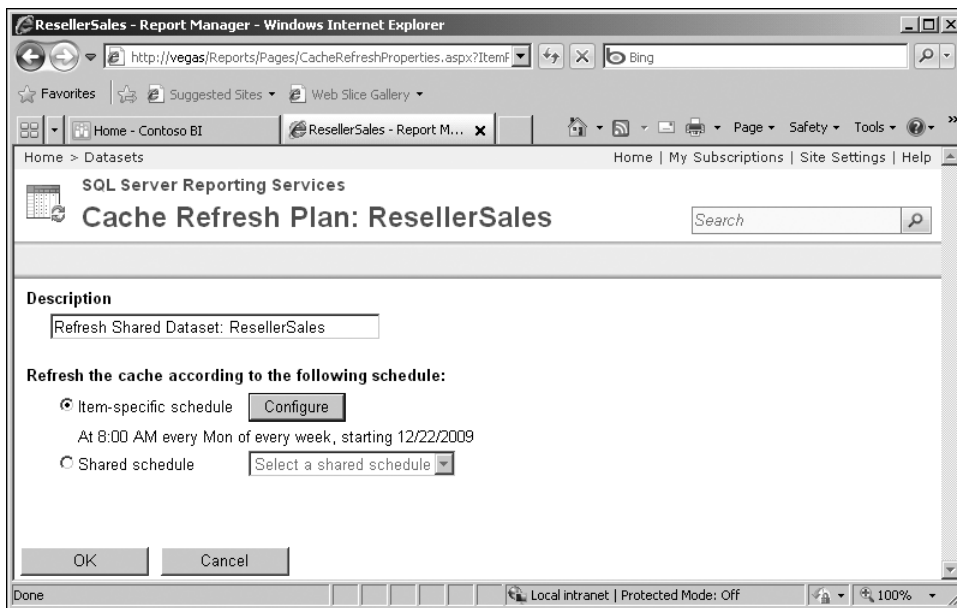 ResellerSales - Report Manager - Windows Internet Explorer
http://vegas/Reports/Pages/CacheRefreshProperties.aspx?ItemF
Bing
Favorites
Suggested Sites
Web Slice Gallery
Home - Contoso BI
ResellerSales - Report M...
Page
Safety
Tools
Home > Datasets
Home | My Subscriptions | Site Settings | Help
SQL Server Reporting Services
Cache Refresh Plan: ResellerSales
Search
Description
Refresh Shared Dataset: ResellerSales
Refresh the cache according to the following schedule:
Item-specific schedule
Configure
At 8:00 AM every Mon of every week, starting 12/22/2009
Shared schedule
Select a shared schedule
OK
Cancel
Done
Local intranet | Protected Mode: Off
100%